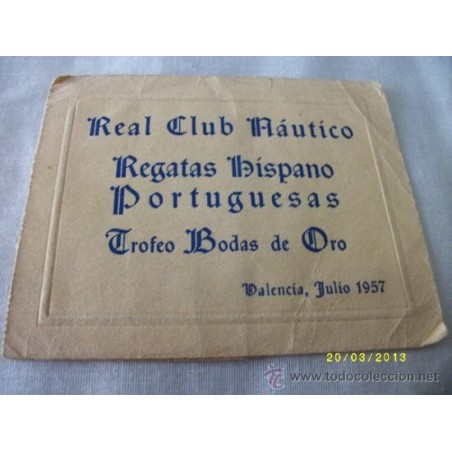 Real Club Náutico
Regatas Hispano
Portuguesas
Trofeo Bodas de Oro
Valencia, Julio 1957
20/03/2013
www.todocoleccion.net